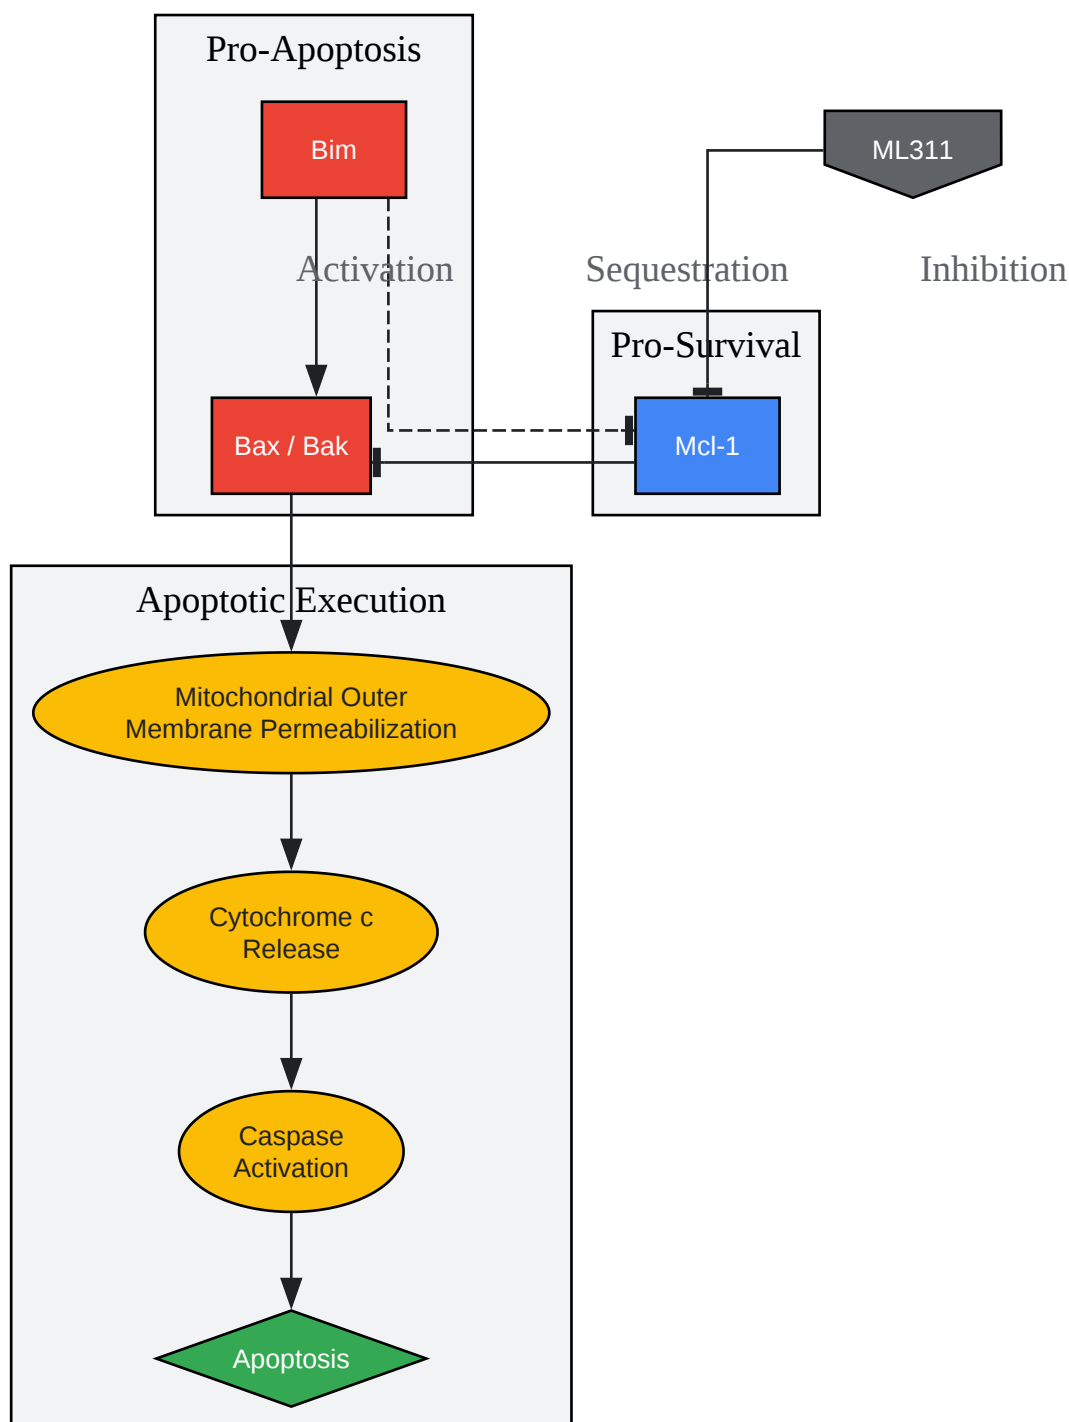 Pro-Apoptosis
Bim
ML311
Activation
Sequestration
Inhibition
Pro-Survival
Bax / Bak
Mcl-1
Apoptotic Execution
Mitochondrial Outer
Membrane Permeabilization
Cytochrome c
Release
Caspase
Activation
Apoptosis